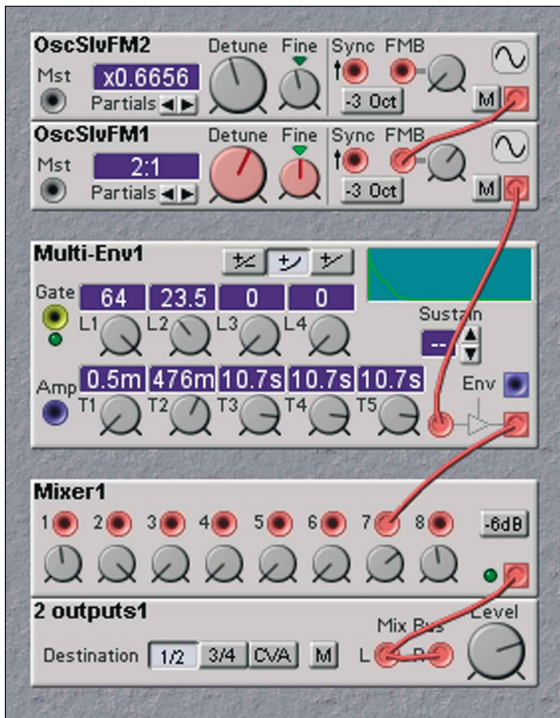 OscSlvFM2 Detune Fine Sync FMB
Mst x0.6656
Partials -3 Oct M
OscSlvFM1 Detune Fine Sync FMB
Mst 2:1
Partials -3 Oct M
Multi-Env1
Gate 64 23.5 0 0
L1 L2 L3 L4 Sustain
--
Amp 0.5m 476m 10.7s 10.7s 10.7s Env
T1 T2 T3 T4 T5
Mixer1
1 2 3 4 5 6 7 8 -6dB
2 outputs1 Mix Bus Level
Destination 1/2 3/4 CVA M L R